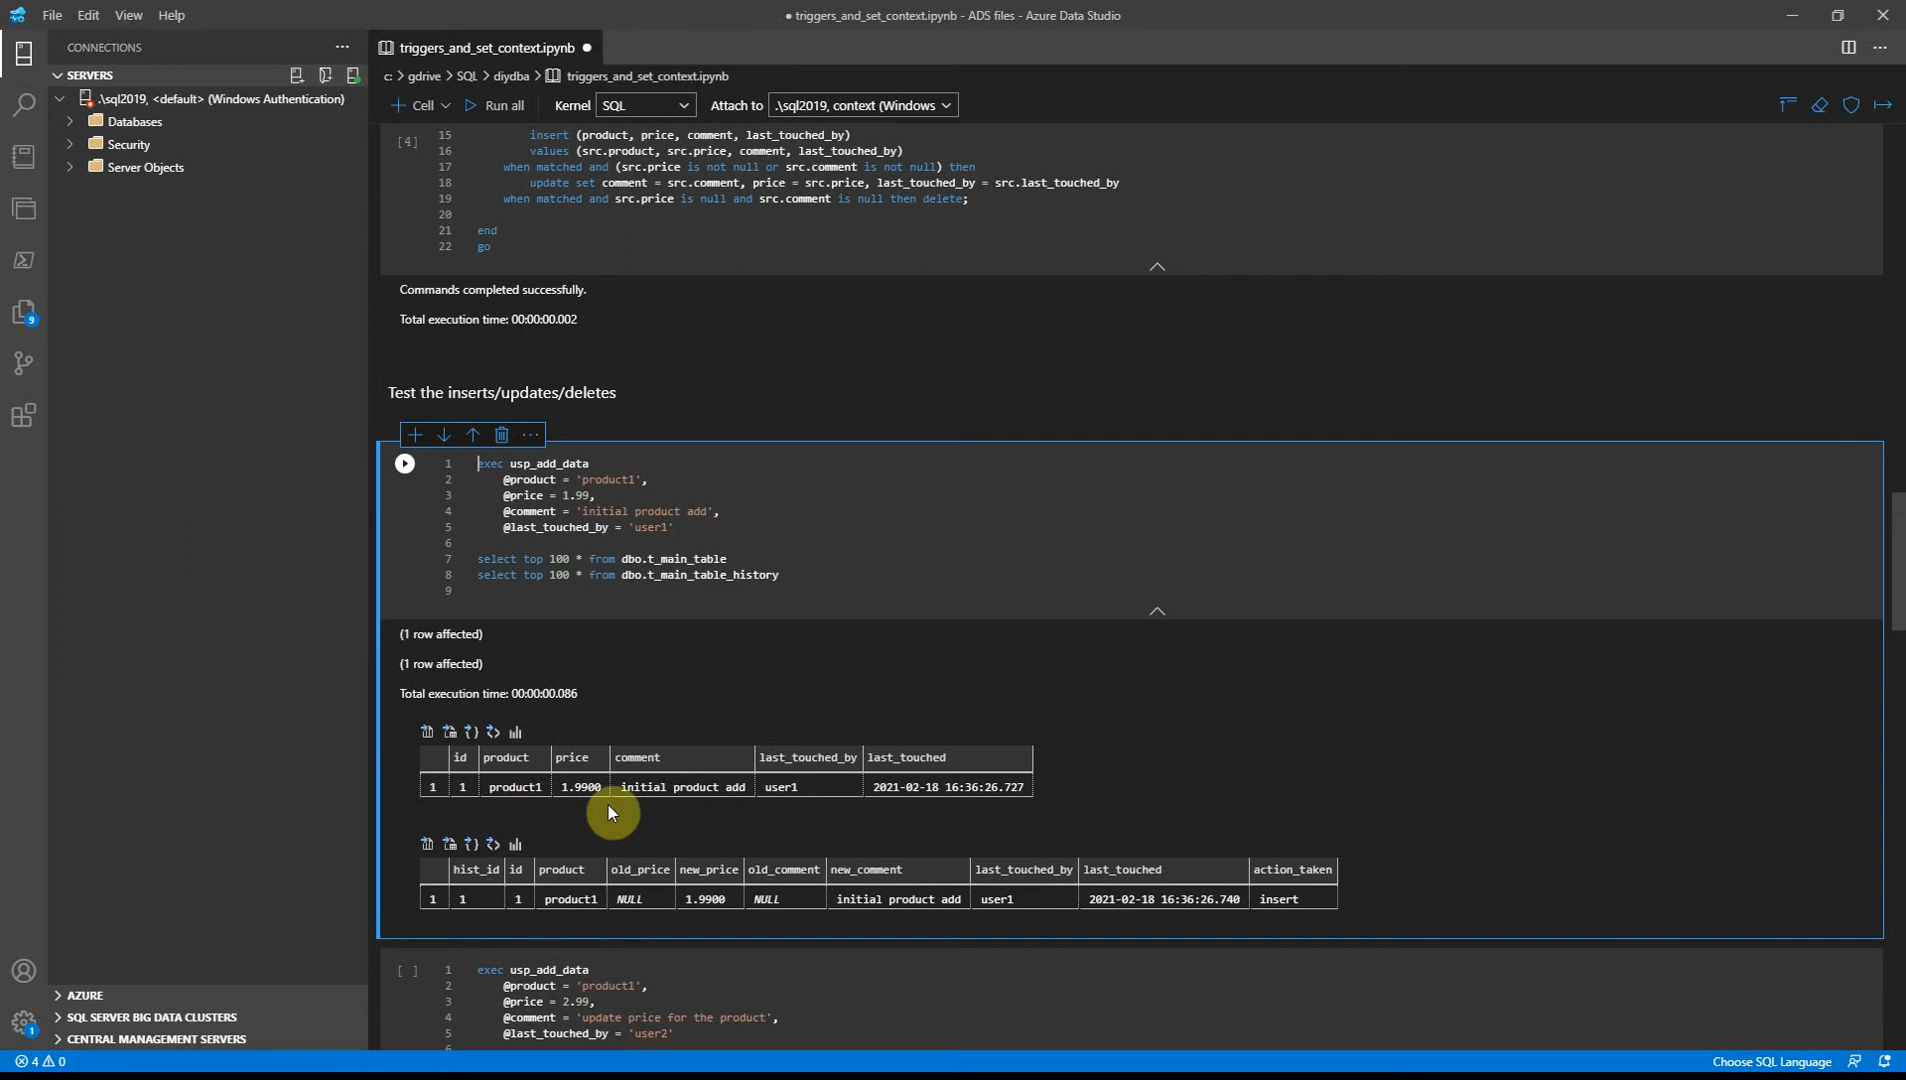 File Edit View Help
● triggers_and_set_context.ipynb - ADS files - Azure Data Studio
CONNECTIONS
SERVERS
.\sql2019, <default> (Windows Authentication)
Databases
Security
Server Objects
AZURE
SQL SERVER BIG DATA CLUSTERS
CENTRAL MANAGEMENT SERVERS
triggers_and_set_context.ipynb ●
c: > gdrive > SQL > diydba > triggers_and_set_context.ipynb
Cell Run all Kernel SQL Attach to .\sql2019, context (Windows
[4] 15 insert (product, price, comment, last_touched_by)
16 values (src.product, src.price, comment, last_touched_by)
17 when matched and (src.price is not null or src.comment is not null) then
18 update set comment = src.comment, price = src.price, last_touched_by = src.last_touched_by
19 when matched and src.price is null and src.comment is null then delete;
20
21 end
22 go
Commands completed successfully.
Total execution time: 00:00:00.002
Test the inserts/updates/deletes
1 exec usp_add_data
2 @product = 'product1',
3 @price = 1.99,
4 @comment = 'initial product add',
5 @last_touched_by = 'user1'
6
7 select top 100 * from dbo.t_main_table
8 select top 100 * from dbo.t_main_table_history
9
(1 row affected)
(1 row affected)
Total execution time: 00:00:00.086
id product price comment last_touched_by last_touched
1 1 product1 1.9900 initial product add user1 2021-02-18 16:36:26.727
hist_id id product old_price new_price old_comment new_comment last_touched_by last_touched action_taken
1 1 1 product1 NULL 1.9900 NULL initial product add user1 2021-02-18 16:36:26.740 insert
[ ] 1 exec usp_add_data
2 @product = 'product1',
3 @price = 2.99,
4 @comment = 'update price for the product',
5 @last_touched_by = 'user2'
6
9
1
4 0
Choose SQL Language